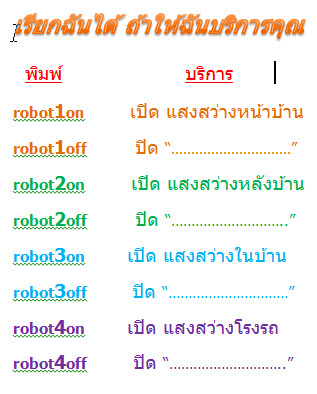 เรียกฉันได้ ถ้าให้ฉันบริการคุณ
พิมพ์ บริการ
robot1on เปิด แสงสว่างหน้าบ้าน
robot1off ปิด “............................”
robot2on เปิด แสงสว่างหลังบ้าน
robot2off ปิด “...........................”
robot3on เปิด แสงสว่างในบ้าน
robot3off ปิด “............................”
robot4on เปิด แสงสว่างโรงรถ
robot4off ปิด “...........................”